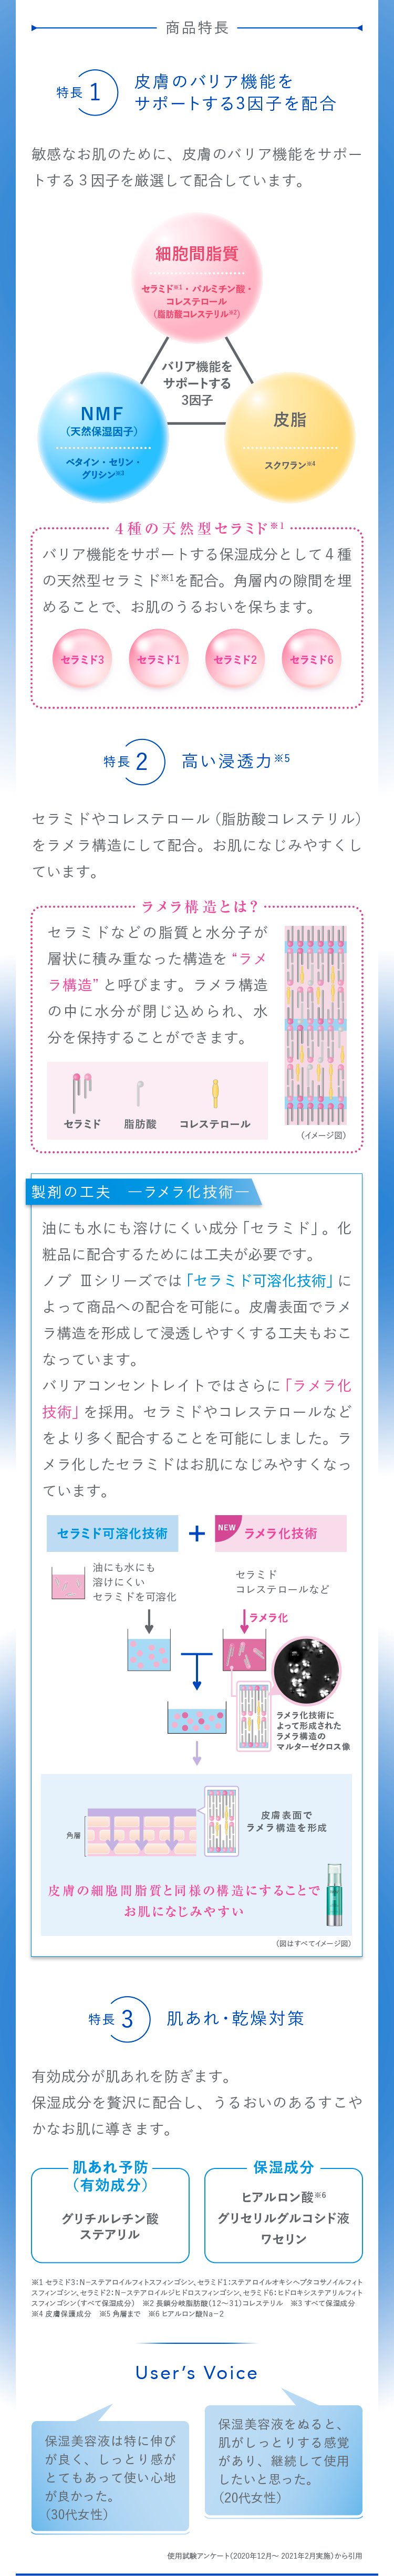 商品特長
特長 1
皮膚のバリア機能を
サポートする3因子を配合
敏感なお肌のために、皮膚のバリア機能をサポー
トする3因子を厳選して配合しています。
細胞間脂質
セラミド※1・パルミチン酸・
コレステロール
(脂肪酸コレステリル※2)
バリア機能を
サポートする
3因子
NMF
(天然保湿因子)
ベタイン・セリン・
グリシン※3
皮脂
スクワラン※4
4種の天然型セラミド※1
バリア機能をサポートする保湿成分として4種
の天然型セラミド※1を配合。角層内の隙間を埋
めることで、お肌のうるおいを保ちます。
セラミド3 セラミド1 セラミド2 セラミド6
特長 2 高い浸透力※5
セラミドやコレステロール(脂肪酸コレステリル)
をラメラ構造にして配合。お肌になじみやすくし
ています。
ラメラ構造とは?
セラミドなどの脂質と水分子が
層状に積み重なった構造を“ラメ
ラ構造”と呼びます。ラメラ構造
の中に水分が閉じ込められ、水
分を保持することができます。
セラミド 脂肪酸 コレステロール
(イメージ図)
製剤の工夫 ―ラメラ化技術―
油にも水にも溶けにくい成分「セラミド」。化
粧品に配合するためには工夫が必要です。
ノブ Ⅲシリーズでは「セラミド可溶化技術」に
よって商品への配合を可能に。皮膚表面でラメ
ラ構造を形成して浸透しやすくする工夫もおこ
なっています。
バリアコンセントレイトではさらに「ラメラ化
技術」を採用。セラミドやコレステロールなど
をより多く配合することを可能にしました。ラ
メラ化したセラミドはお肌になじみやすくなっ
ています。
セラミド可溶化技術 + NEW ラメラ化技術
油にも水にも
溶けにくい
セラミドを可溶化
セラミド
コレステロールなど
ラメラ化
ラメラ化技術に
よって形成された
ラメラ構造の
マルターゼクロス像
角層
皮膚表面で
ラメラ構造を形成
皮膚の細胞間脂質と同様の構造にすることで
お肌になじみやすい
(図はすべてイメージ図)
特長 3 肌あれ・乾燥対策
有効成分が肌あれを防ぎます。
保湿成分を贅沢に配合し、うるおいのあるすこや
かなお肌に導きます。
肌あれ予防
(有効成分)
グリチルレチン酸
ステアリル
保湿成分
ヒアルロン酸※6
グリセリルグルコシド液
ワセリン
※1 セラミド3:N-ステアロイルフィトスフィンゴシン、セラミド1:ステアロイルオキシヘプタコサノイルフィト
スフィンゴシン、セラミド2:N-ステアロイルジヒドロスフィンゴシン、セラミド6:ヒドロキシステアリルフィト
スフィンゴシン(すべて保湿成分) ※2 長鎖分岐脂肪酸(12~31)コレステリル ※3 すべて保湿成分
※4 皮膚保護成分 ※5 角層まで ※6 ヒアルロン酸Na-2
User's Voice
保湿美容液は特に伸び
が良く、しっとり感が
とてもあって使い心地
が良かった。
(30代女性)
保湿美容液をぬると、
肌がしっとりする感覚
があり、継続して使用
したいと思った。
(20代女性)
使用試験アンケート(2020年12月~ 2021年2月実施)から引用